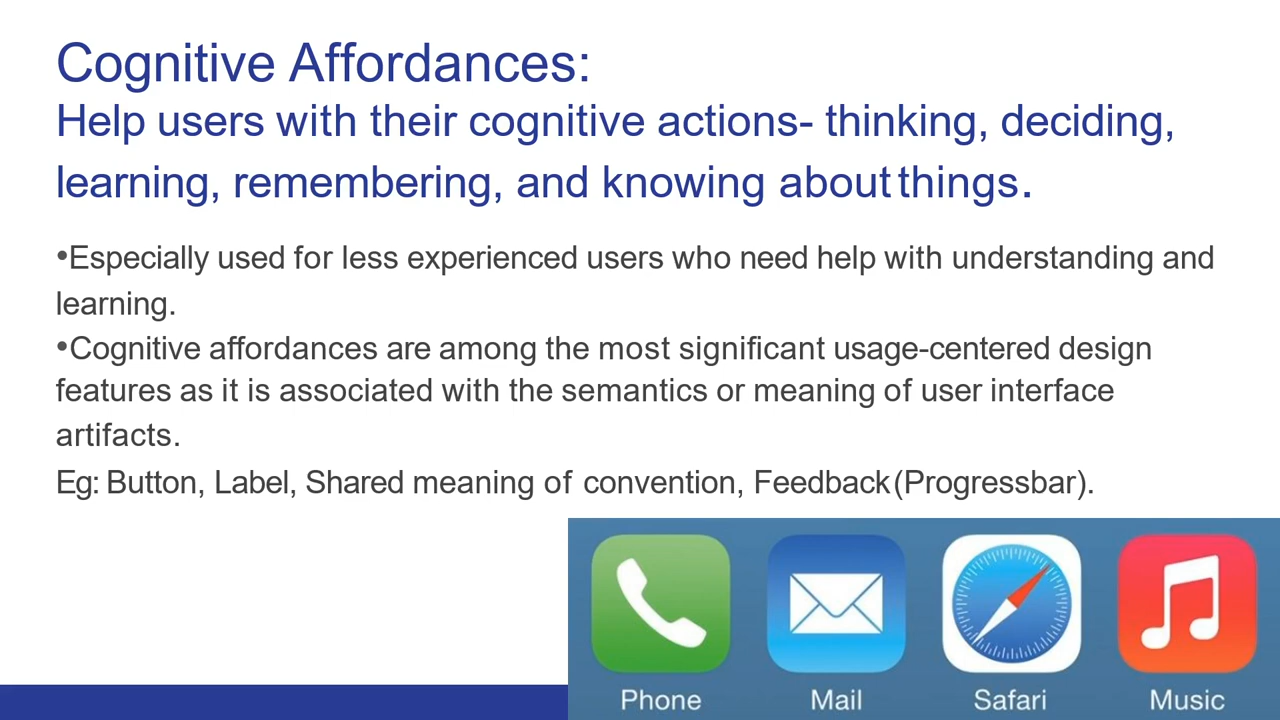 Cognitive Affordances:
Help users with their cognitive actions- thinking, deciding,
learning, remembering, and knowing about things.
•Especially used for less experienced users who need help with understanding and
learning.
•Cognitive affordances are among the most significant usage-centered design
features as it is associated with the semantics or meaning of user interface
artifacts.
Eg: Button, Label, Shared meaning of convention, Feedback(Progressbar).
Phone Mail Safari Music